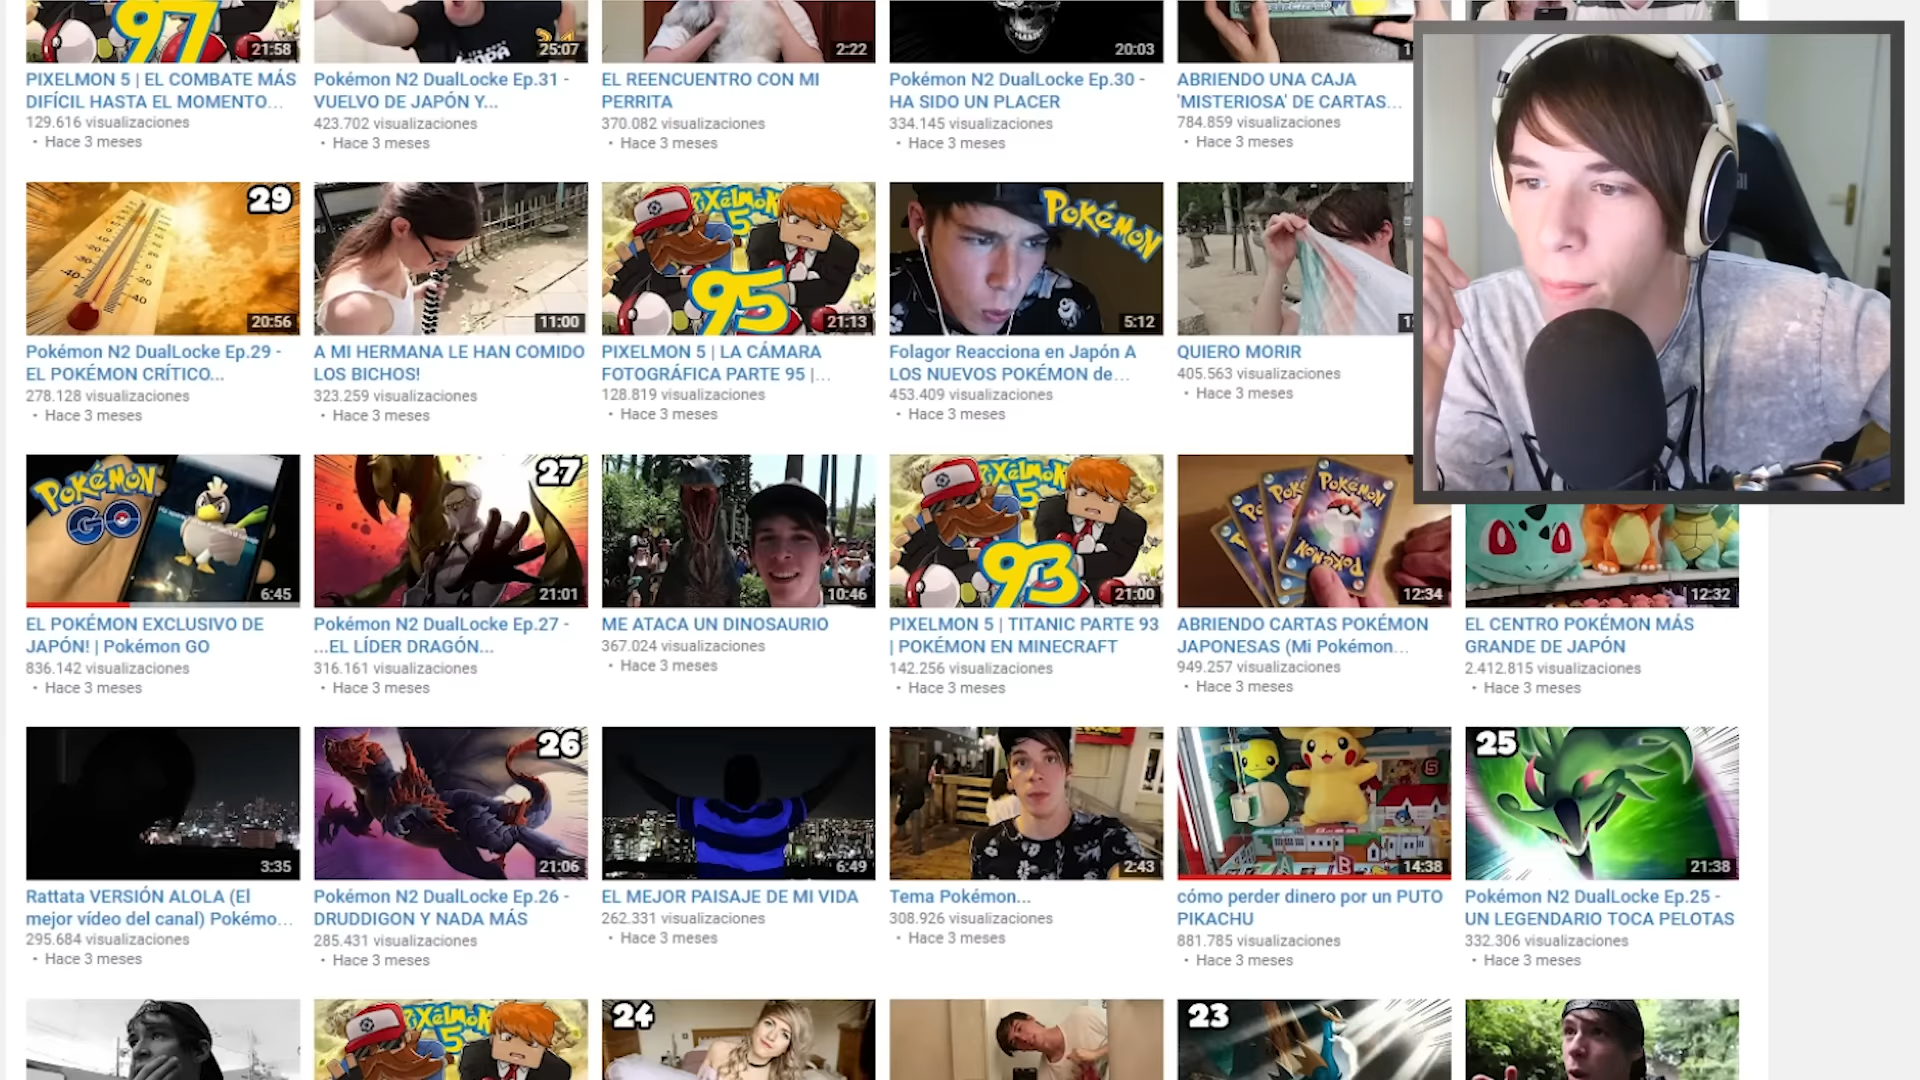 97
21:58
PIXELMON 5 | EL COMBATE MÁS
DIFÍCIL HASTA EL MOMENTO...
129.616 visualizaciones
• Hace 3 meses
25:07
Pokémon N2 DualLocke Ep.31 -
VUELVO DE JAPÓN Y...
423.702 visualizaciones
• Hace 3 meses
2:22
EL REENCUENTRO CON MI
PERRITA
370.082 visualizaciones
• Hace 3 meses
20:03
Pokémon N2 DualLocke Ep.30 -
HA SIDO UN PLACER
334.145 visualizaciones
• Hace 3 meses
ABRIENDO UNA CAJA
'MISTERIOSA' DE CARTAS...
784.859 visualizaciones
• Hace 3 meses
29
20:56
Pokémon N2 DualLocke Ep.29 -
EL POKÉMON CRÍTICO...
278.128 visualizaciones
• Hace 3 meses
11:00
A MI HERMANA LE HAN COMIDO
LOS BICHOS!
323.259 visualizaciones
• Hace 3 meses
PiXelmon
5
95
21:13
PIXELMON 5 | LA CÁMARA
FOTOGRÁFICA PARTE 95 |...
128.819 visualizaciones
• Hace 3 meses
POKéMON
5:12
Folagor Reacciona en Japón A
LOS NUEVOS POKÉMON de...
453.409 visualizaciones
• Hace 3 meses
QUIERO MORIR
405.563 visualizaciones
• Hace 3 meses
POKéMON
GO
6:45
EL POKÉMON EXCLUSIVO DE
JAPÓN! | Pokémon GO
836.142 visualizaciones
• Hace 3 meses
27
21:01
Pokémon N2 DualLocke Ep.27 -
...EL LÍDER DRAGÓN...
316.161 visualizaciones
• Hace 3 meses
10:46
ME ATACA UN DINOSAURIO
367.024 visualizaciones
• Hace 3 meses
PiXelmon
5
93
21:00
PIXELMON 5 | TITANIC PARTE 93
| POKÉMON EN MINECRAFT
142.256 visualizaciones
• Hace 3 meses
POKéMON
12:34
ABRIENDO CARTAS POKÉMON
JAPONESAS (Mi Pokémon...
949.257 visualizaciones
• Hace 3 meses
12:32
EL CENTRO POKÉMON MÁS
GRANDE DE JAPÓN
2.412.815 visualizaciones
• Hace 3 meses
3:35
Rattata VERSIÓN ALOLA (El
mejor vídeo del canal) Pokémo...
295.684 visualizaciones
• Hace 3 meses
26
21:06
Pokémon N2 DualLocke Ep.26 -
DRUDDIGON Y NADA MÁS
285.431 visualizaciones
• Hace 3 meses
6:49
EL MEJOR PAISAJE DE MI VIDA
262.331 visualizaciones
• Hace 3 meses
2:43
Tema Pokémon...
308.926 visualizaciones
• Hace 3 meses
5
A
B
14:38
cómo perder dinero por un PUTO
PIKACHU
881.785 visualizaciones
• Hace 3 meses
25
21:38
Pokémon N2 DualLocke Ep.25 -
UN LEGENDARIO TOCA PELOTAS
332.306 visualizaciones
• Hace 3 meses
PiXelmon
5
24
23